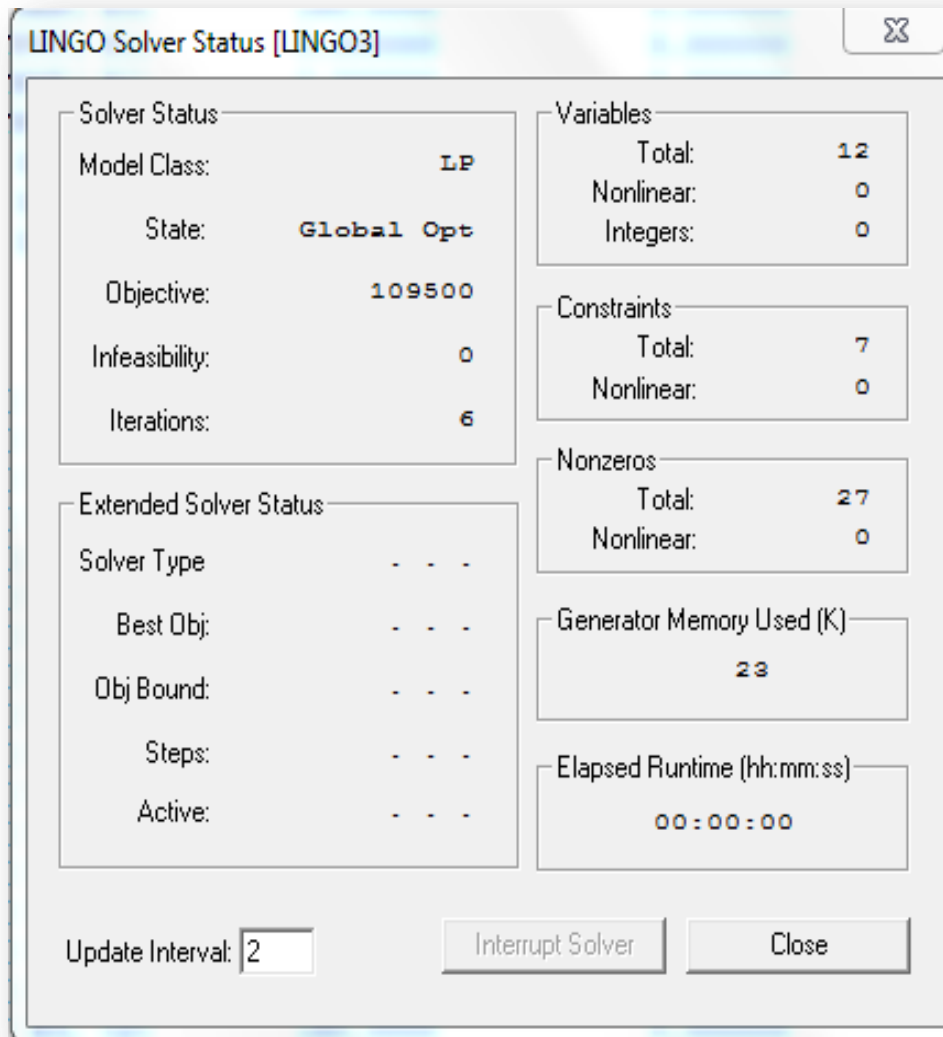 LINGO Solver Status [LINGO3]
Solver Status
Model Class: LP
State: Global Opt
Objective: 109500
Infeasibility: 0
Iterations: 6
Extended Solver Status
Solver Type - - -
Best Obj: - - -
Obj Bound: - - -
Steps: - - -
Active: - - -
Variables
Total: 12
Nonlinear: 0
Integers: 0
Constraints
Total: 7
Nonlinear: 0
Nonzeros
Total: 27
Nonlinear: 0
Generator Memory Used (K)
23
Elapsed Runtime (hh:mm:ss)
00:00:00
Update Interval: 2
Interrupt Solver
Close